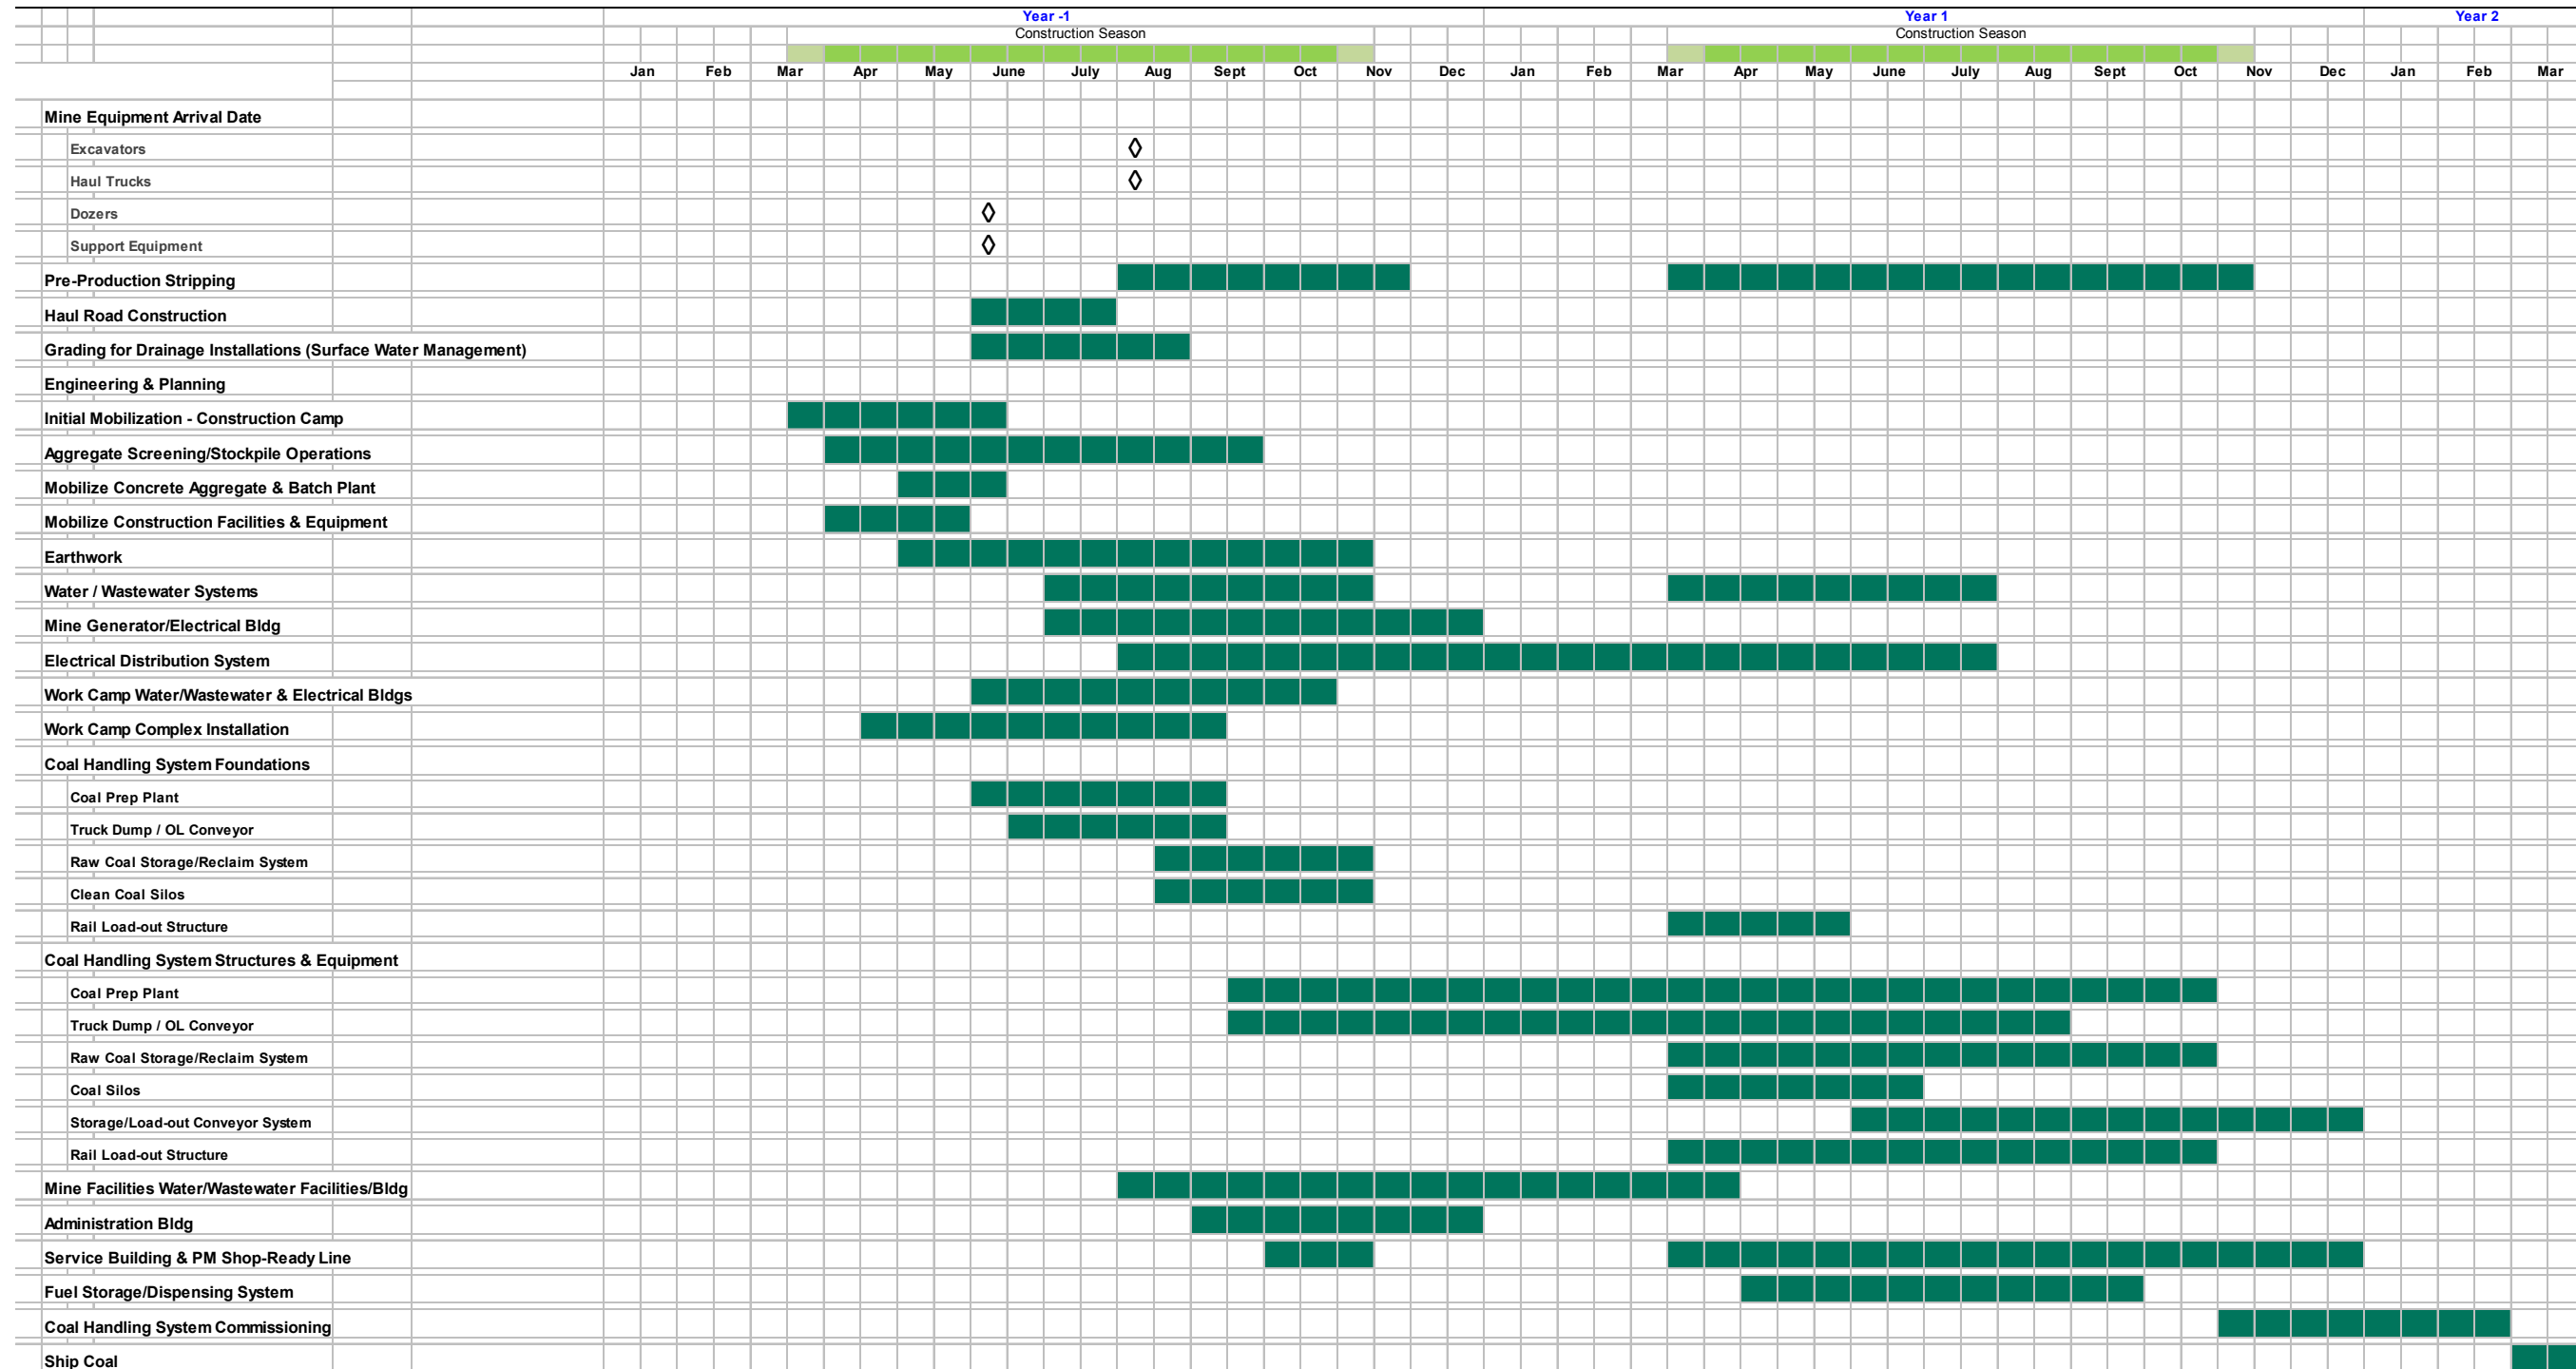 Year -1 Year 1 Year 2
Construction Season Construction Season
Jan Feb Mar Apr May June July Aug Sept Oct Nov Dec Jan Feb Mar Apr May June July Aug Sept Oct Nov Dec Jan Feb Mar
Mine Equipment Arrival Date
Excavators
Haul Trucks
Dozers
Support Equipment
Pre-Production Stripping
Haul Road Construction
Grading for Drainage Installations (Surface Water Management)
Engineering & Planning
Initial Mobilization - Construction Camp
Aggregate Screening/Stockpile Operations
Mobilize Concrete Aggregate & Batch Plant
Mobilize Construction Facilities & Equipment
Earthwork
Water / Wastewater Systems
Mine Generator/Electrical Bldg
Electrical Distribution System
Work Camp Water/Wastewater & Electrical Bldgs
Work Camp Complex Installation
Coal Handling System Foundations
Coal Prep Plant
Truck Dump / OL Conveyor
Raw Coal Storage/Reclaim System
Clean Coal Silos
Rail Load-out Structure
Coal Handling System Structures & Equipment
Coal Prep Plant
Truck Dump / OL Conveyor
Raw Coal Storage/Reclaim System
Coal Silos
Storage/Load-out Conveyor System
Rail Load-out Structure
Mine Facilities Water/Wastewater Facilities/Bldg
Administration Bldg
Service Building & PM Shop-Ready Line
Fuel Storage/Dispensing System
Coal Handling System Commissioning
Ship Coal